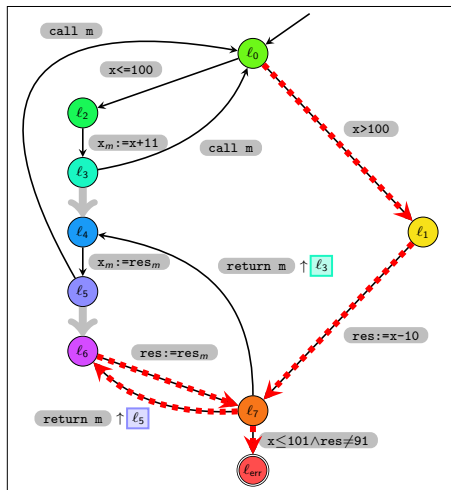 call m
ℓ0
x<=100
ℓ2
x>100
xm:=x+11
call m
ℓ3
ℓ4
ℓ1
return m ↑ ℓ3
xm:=resm
ℓ5
res:=x-10
ℓ6
res:=resm
return m ↑ ℓ5
ℓ7
x≤101∧res≠91
ℓerr